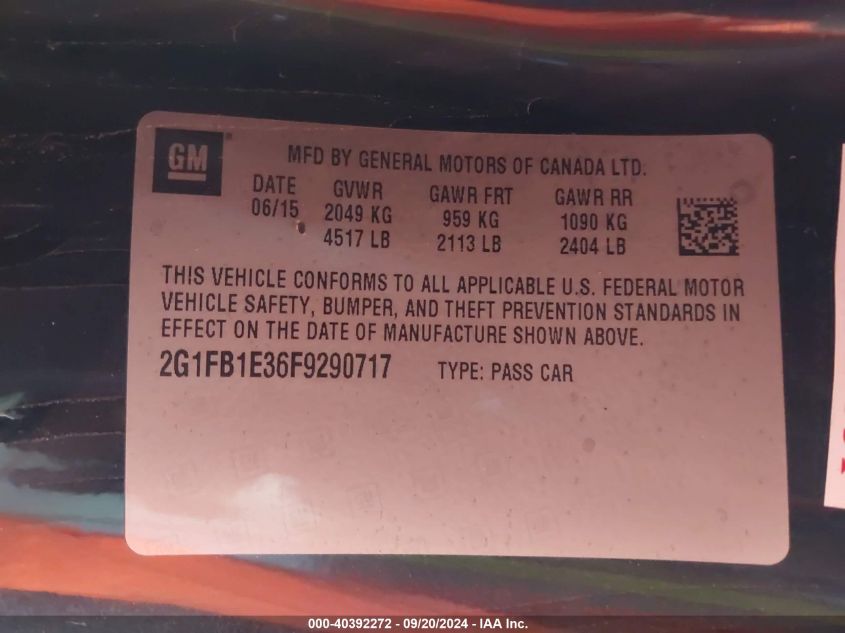 GM
MFD BY GENERAL MOTORS OF CANADA LTD.
DATE GVWR GAWR FRT GAWR RR
06/15 2049 KG 959 KG 1090 KG
4517 LB 2113 LB 2404 LB
THIS VEHICLE CONFORMS TO ALL APPLICABLE U.S. FEDERAL MOTOR
VEHICLE SAFETY, BUMPER, AND THEFT PREVENTION STANDARDS IN
EFFECT ON THE DATE OF MANUFACTURE SHOWN ABOVE.
2G1FB1E36F9290717 TYPE: PASS CAR
000-40392272 - 09/20/2024 - IAA Inc.